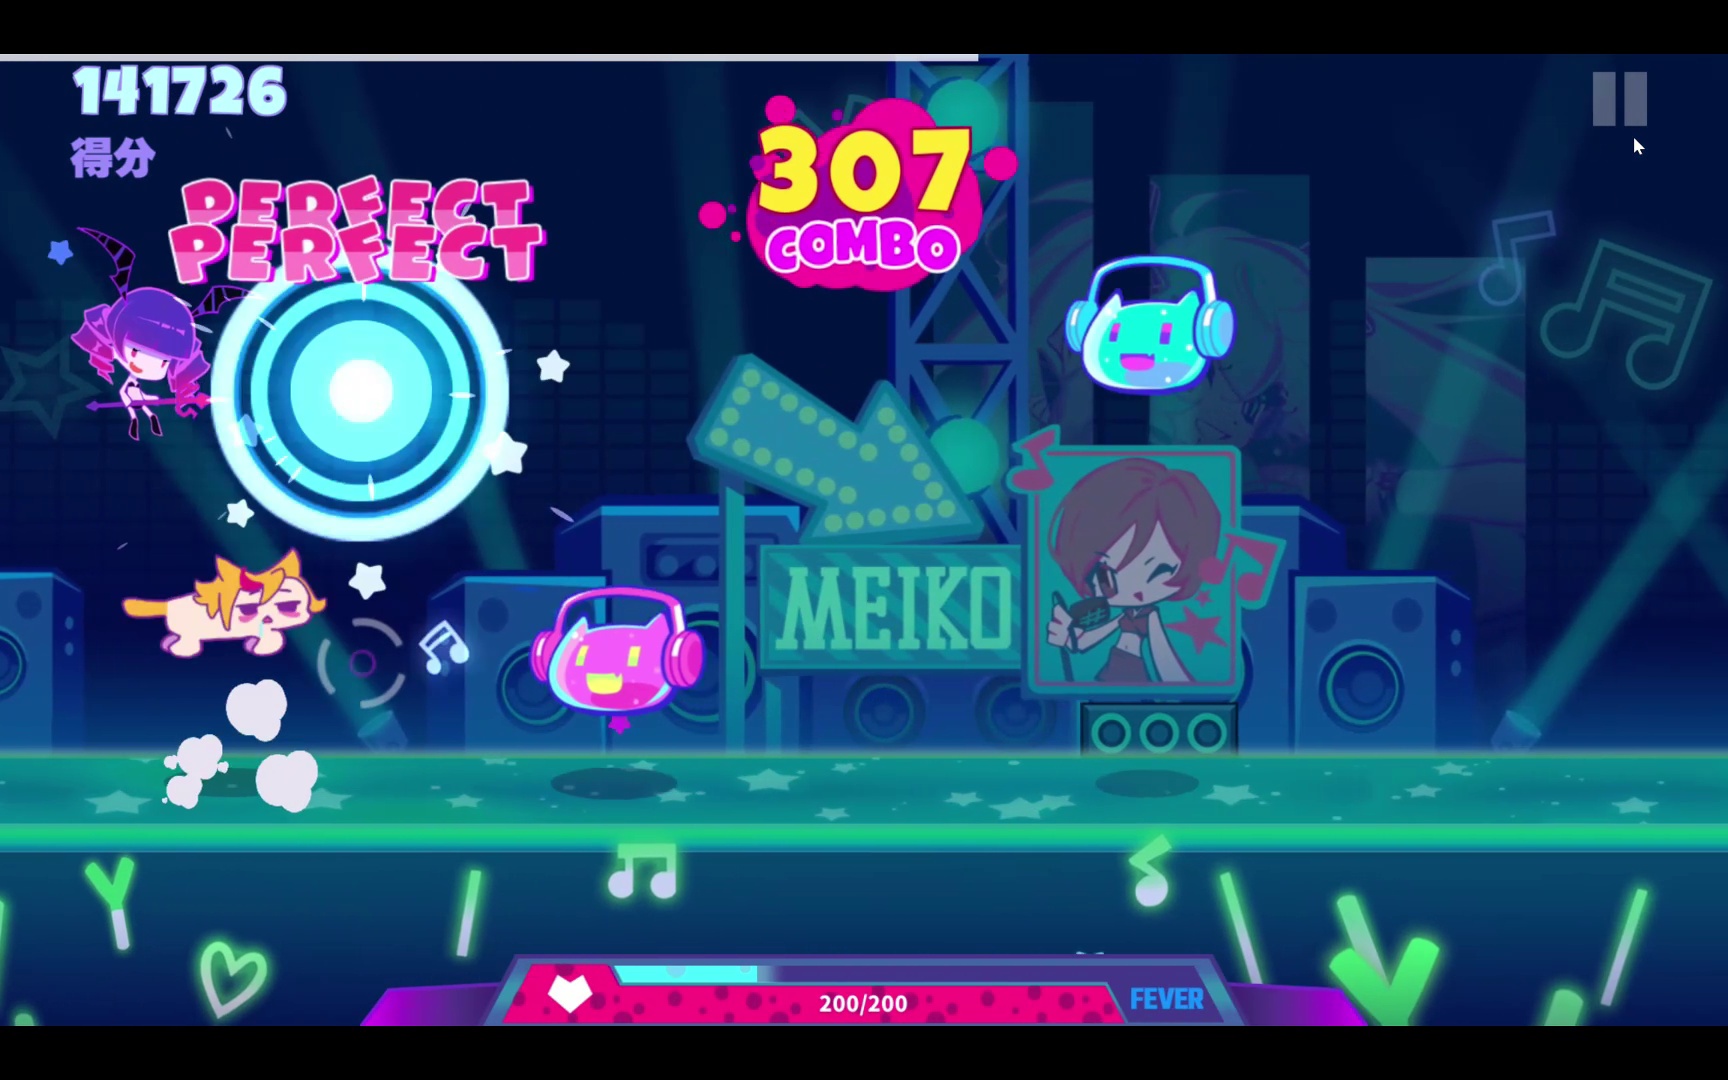 141726
得分
PERFECT
PERFECT
307
COMBO
MEIKO
200/200
FEVER